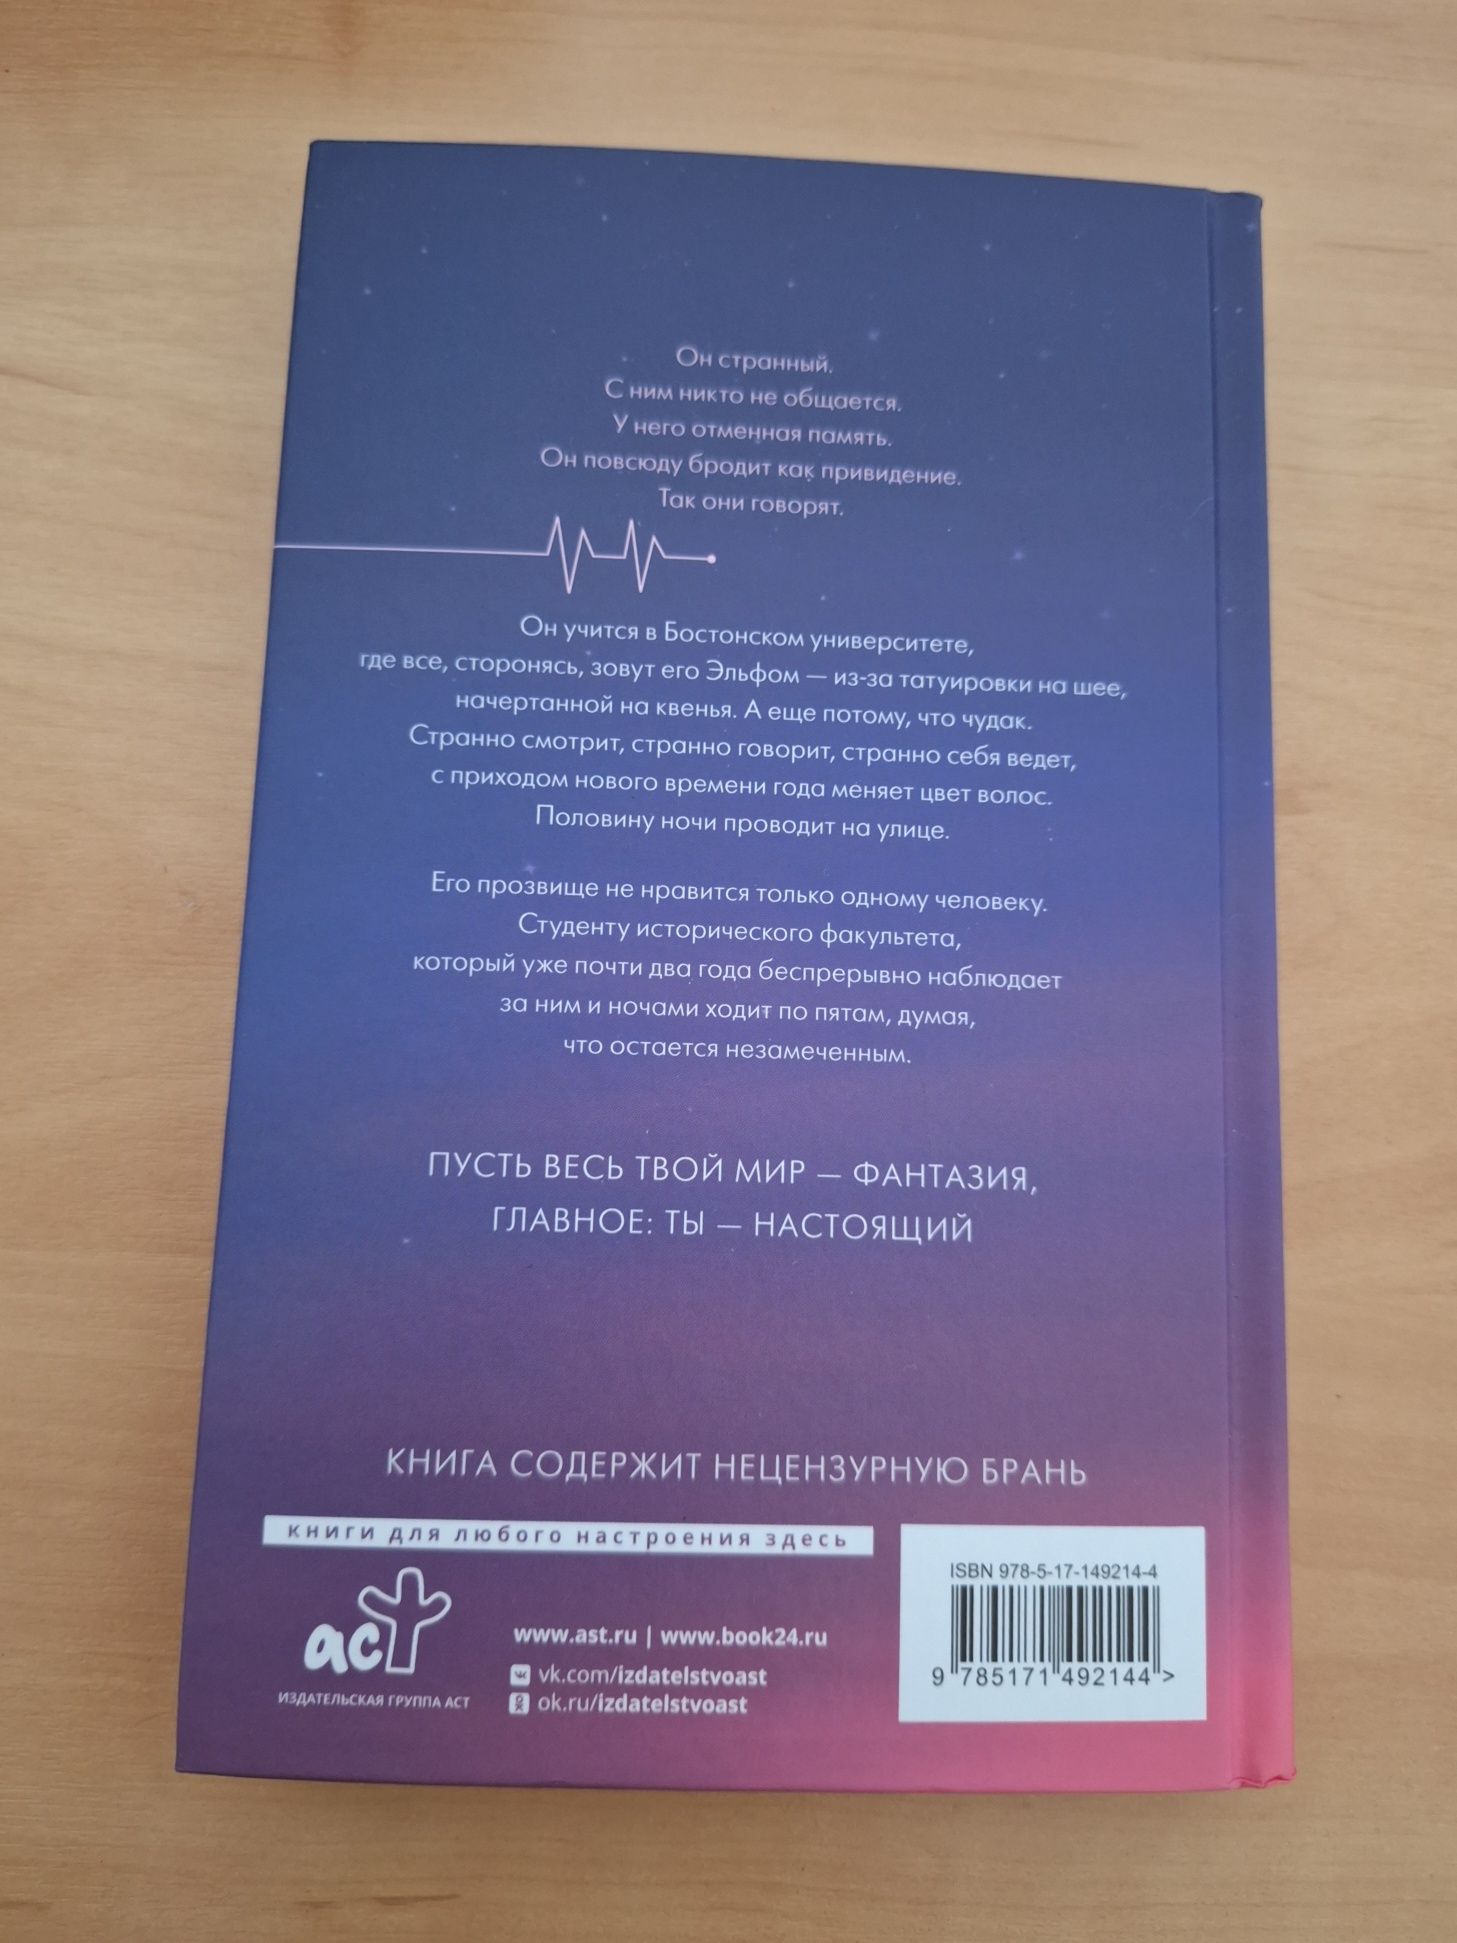 Он странный.
С ним никто не общается.
У него отменная память.
Он повсюду бродит как привидение.
Так они говорят.
Он учится в Бостонском университете,
где все, сторонясь, зовут его Эльфом — из-за татуировки на шее,
начертанной на квенья. А еще потому, что чудак.
Странно смотрит, странно говорит, странно себя ведет,
с приходом нового времени года меняет цвет волос.
Половину ночи проводит на улице.
Его прозвище не нравится только одному человеку.
Студенту исторического факультета,
который уже почти два года беспрерывно наблюдает
за ним и ночами ходит по пятам, думая,
что остается незамеченным.
ПУСТЬ ВЕСЬ ТВОЙ МИР — ФАНТАЗИЯ,
ГЛАВНОЕ: ТЫ — НАСТОЯЩИЙ
КНИГА СОДЕРЖИТ НЕЦЕНЗУРНУЮ БРАНЬ
книги для любого настроения здесь
аст
ИЗДАТЕЛЬСКАЯ ГРУППА АСТ
www.ast.ru | www.book24.ru
vk.com/izdatelstvoast
ok.ru/izdatelstvoast
ISBN 978-5-17-149214-4
9 785171 492144 >